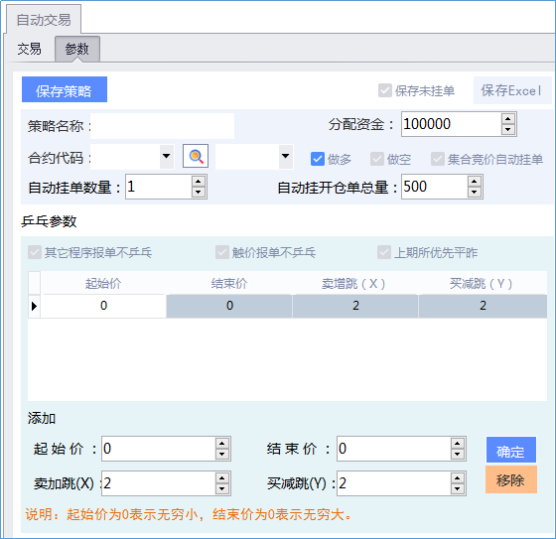 自动交易
交易 参数
保存策略 保存未挂单 保存Excel
策略名称: 分配资金: 100000
合约代码: 做多 做空 集合竞价自动挂单
自动挂单数量: 1 自动挂开仓单总量: 500
乒乓参数
其它程序报单不乒乓 触价报单不乒乓 上期所优先平昨
起始价 结束价 卖增跳(X) 买减跳(Y)
0 0 2 2
添加
起始价: 0 结束价: 0 确定
卖加跳(X): 2 买减跳(Y): 2 移除
说明: 起始价为0表示无穷小, 结束价为0表示无穷大。